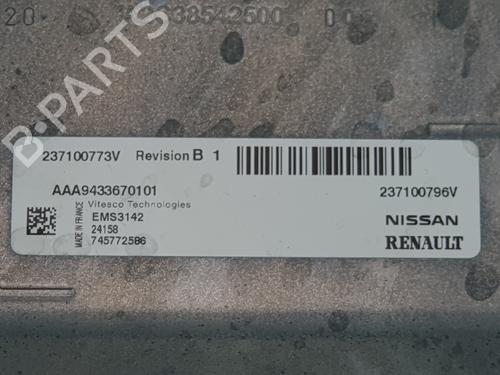 237100773V Revision B 1
AAA9433670101
237100796V
MADE IN FRANCE
Vitesco Technologies
EMS3142
24158
745772586
NISSAN
RENAULT
B-PARTS